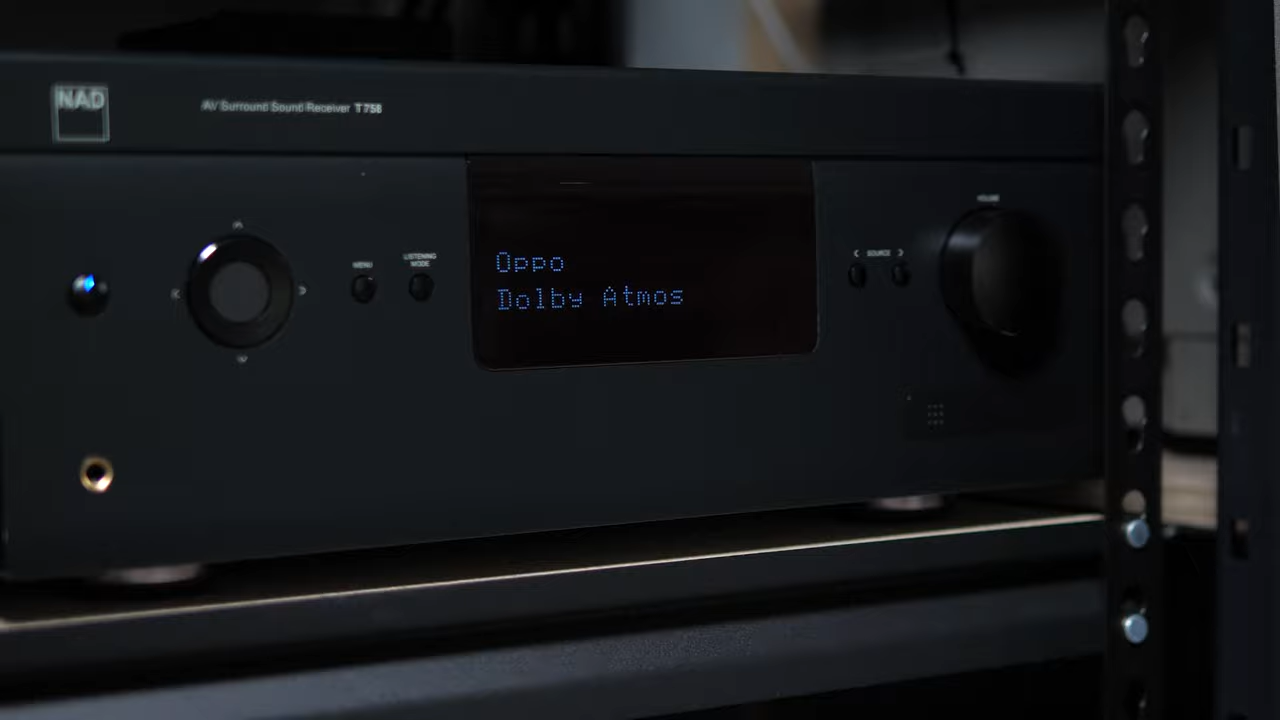 NAD
AV Surround Sound Receiver T 758
VOLUME
< SOURCE >
LISTENING
MODE
MENU
Oppo
Dolby Atmos